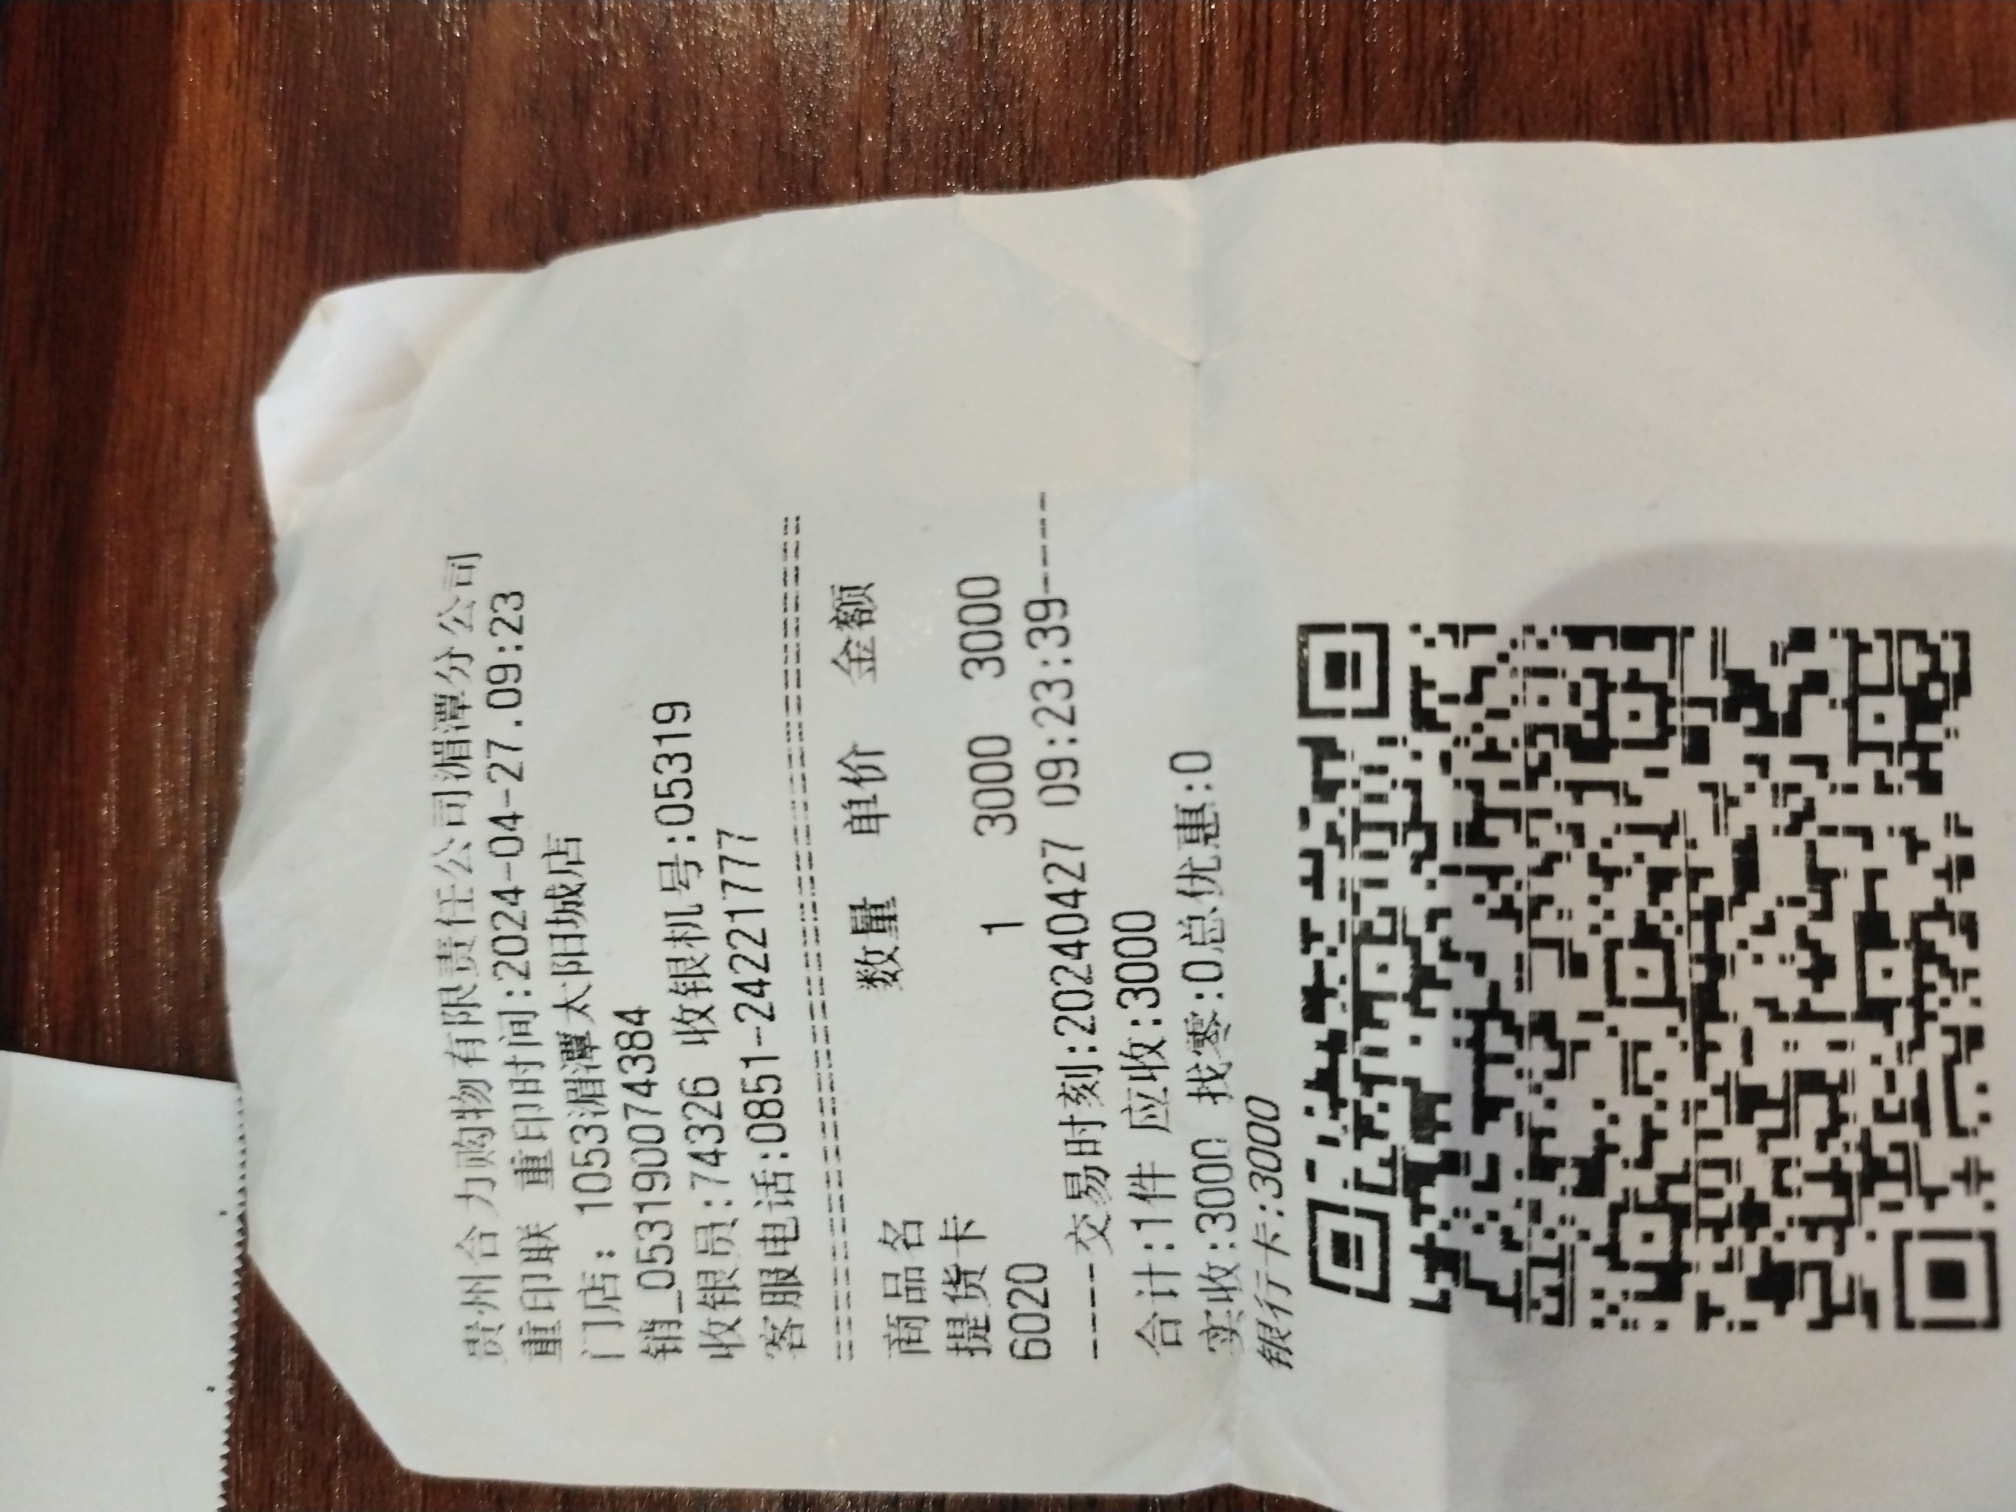 贵州合力购物有限责任公司湄潭分公司
重印联 重印时间:2024-04-27.09:23
门店: 1053湄潭太阳城店
销_053190074384
收银员:74326 收银机号:05319
客服电话:0851-24221777
================================
商品名 数量 单价 金额
提货卡
6020 1 3000 3000
----交易时刻:20240427 09:23:39----
合计:1件 应收:3000
实收:3000 找零:0总优惠:0
银行卡:3000